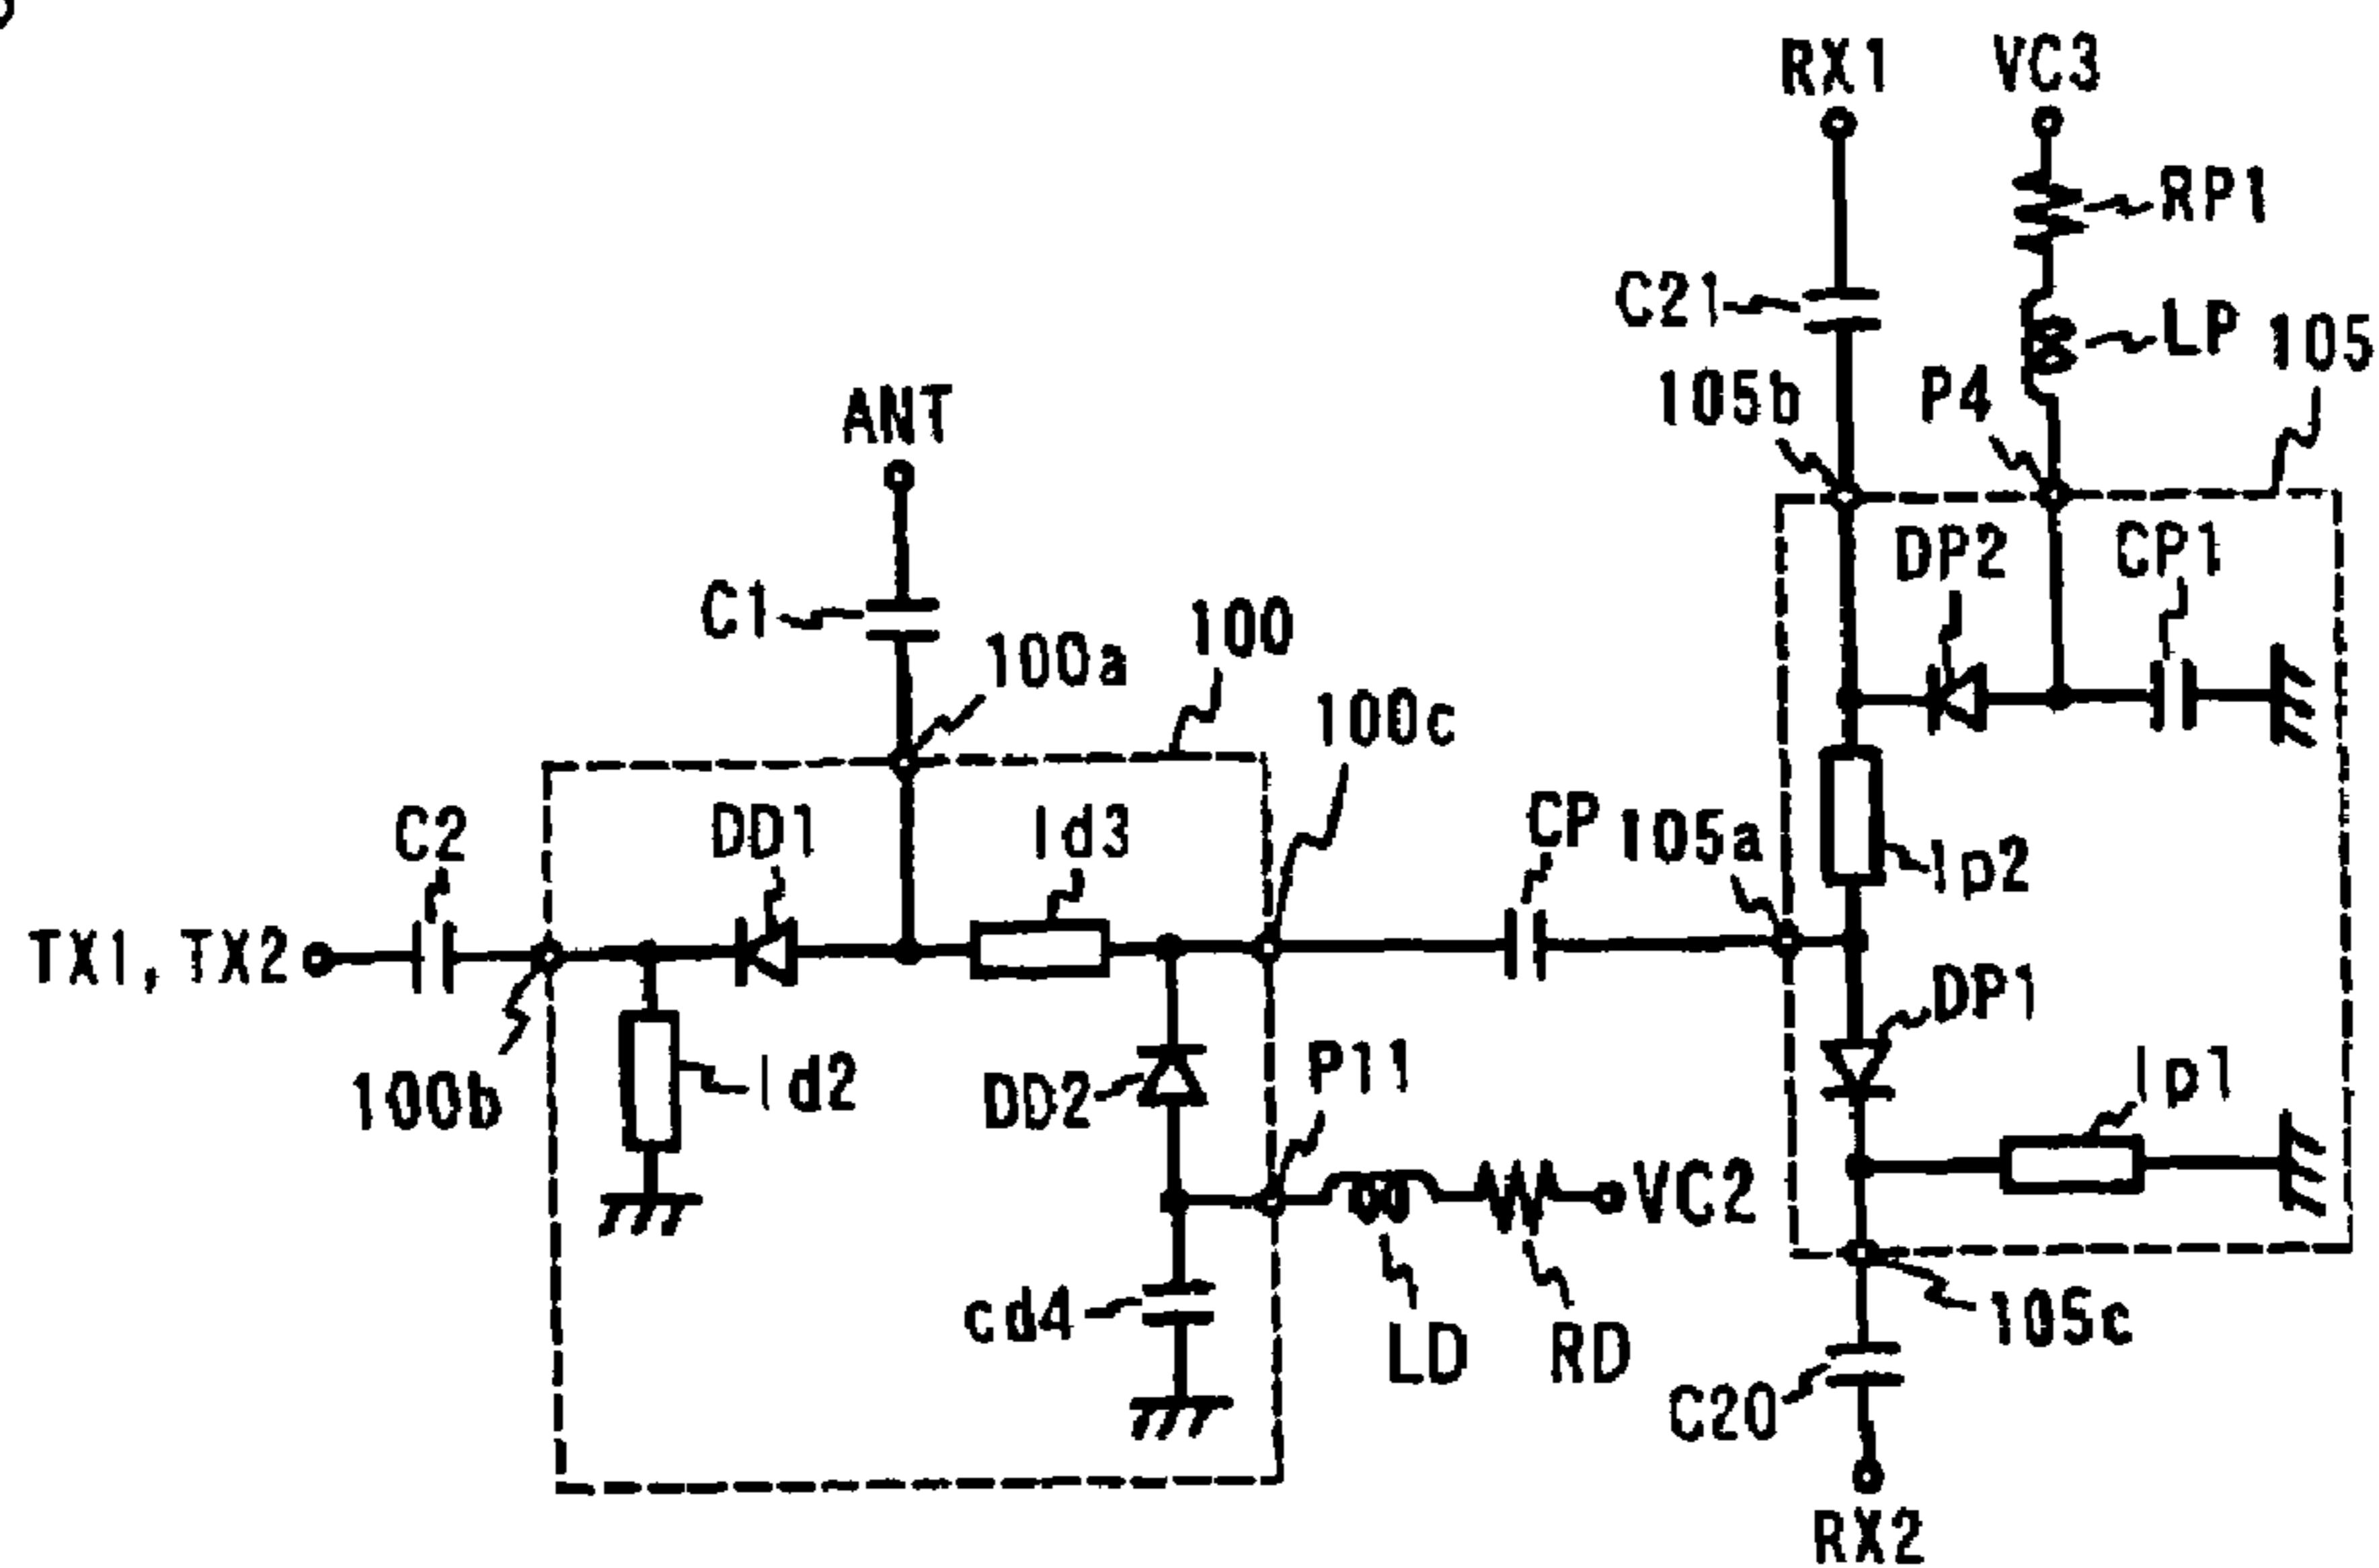 RX1 VC3
RP1
C21
LP 105
105b P4
ANT
DP2 CP1
C1 100
100a
100c
C2 DD1 ld3 CP 105a lp2
TX1, TX2
DP1
100b ld2 DD2 P11 lp1
VC2
cd4 LD RD 105c
C20
RX2